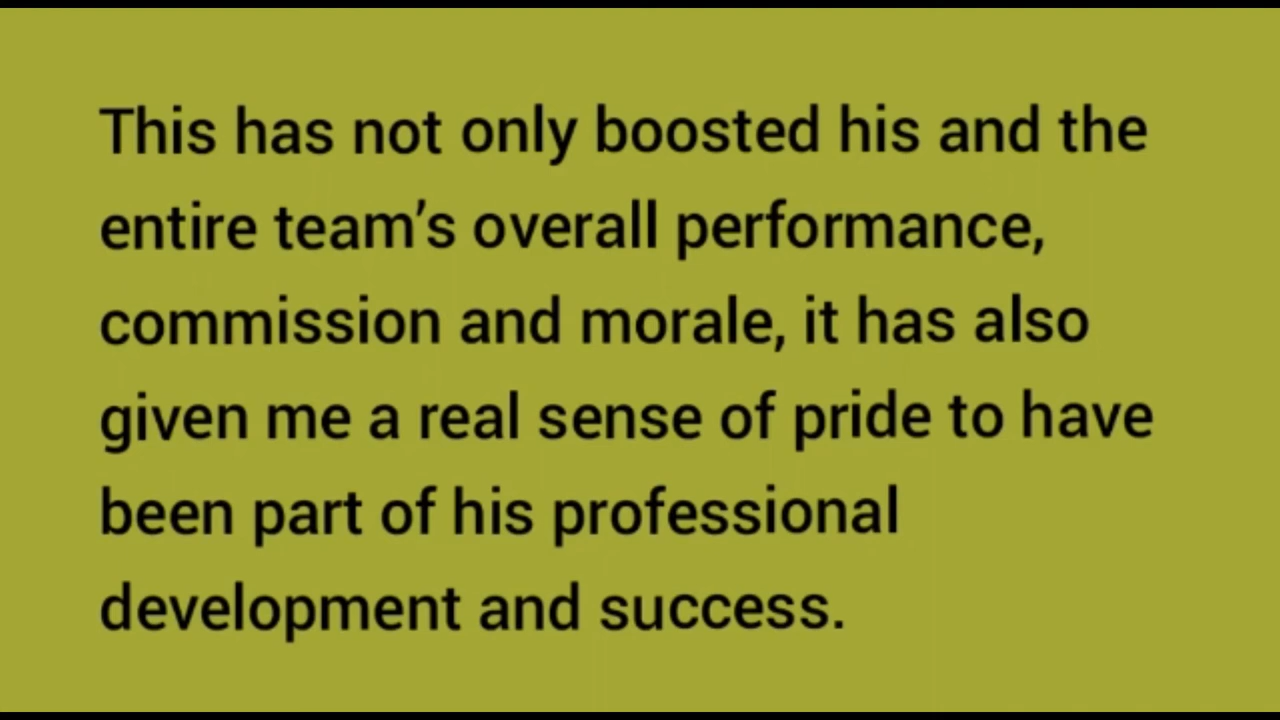 This has not only boosted his and the
entire team’s overall performance,
commission and morale, it has also
given me a real sense of pride to have
been part of his professional
development and success.